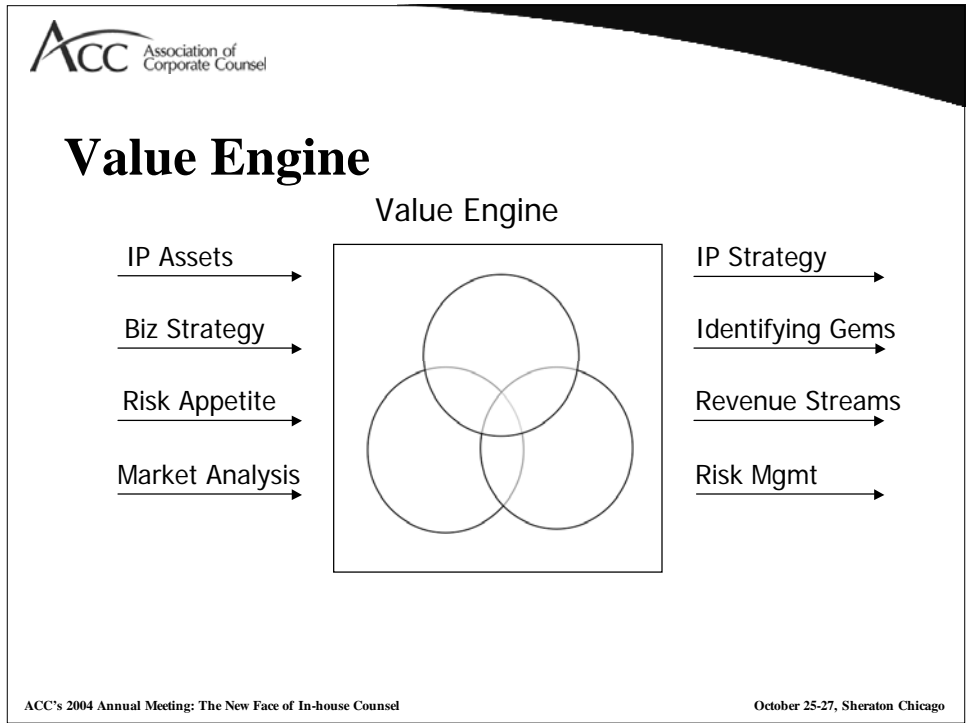 ACC Association of
Corporate Counsel
Value Engine
Value Engine
IP Assets
Biz Strategy
Risk Appetite
Market Analysis
IP Strategy
Identifying Gems
Revenue Streams
Risk Mgmt
ACC's 2004 Annual Meeting: The New Face of In-house Counsel
October 25-27, Sheraton Chicago